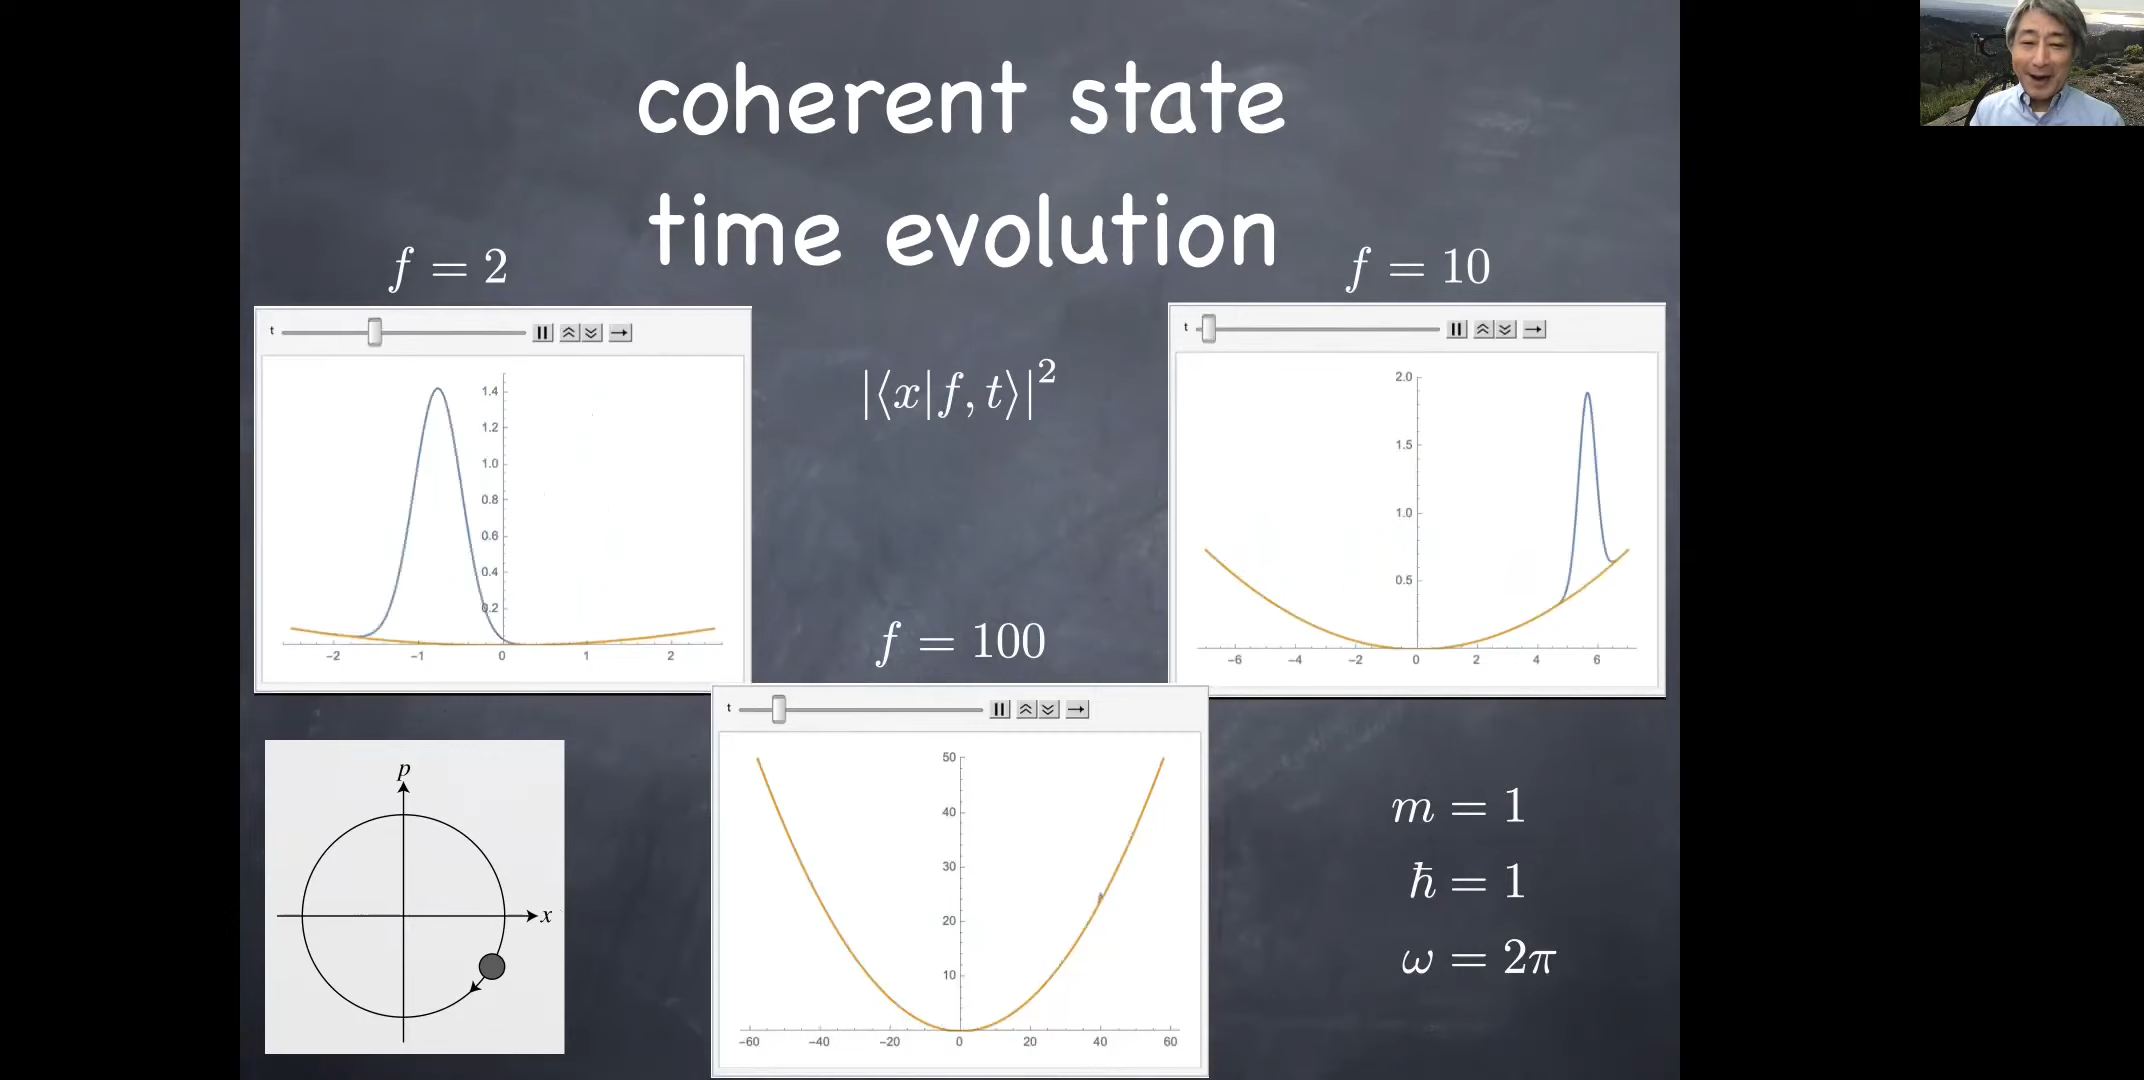 coherent state
time evolution
f = 2
f = 10
t
1.4
1.2
1.0
0.8
0.6
0.4
0.2
-2 -1 0 1 2
|⟨x|f, t⟩|²
t
2.0
1.5
1.0
0.5
-6 -4 -2 0 2 4 6
f = 100
t
50
40
30
20
10
-60 -40 -20 0 20 40 60
p
x
m = 1
ħ = 1
ω = 2π